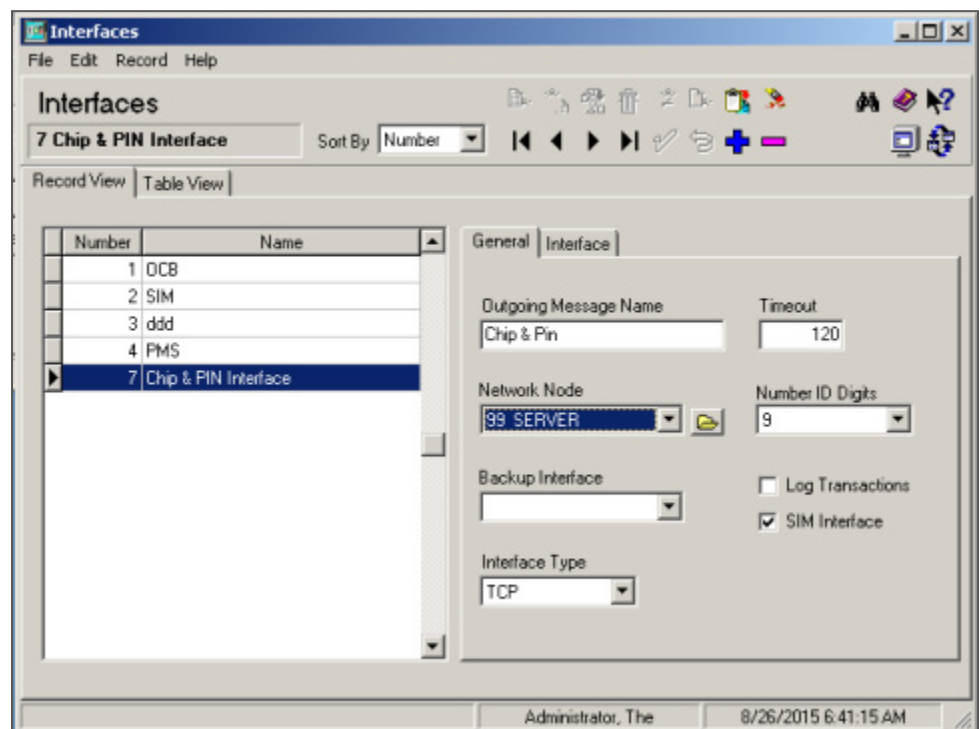 Interfaces
File Edit Record Help
Interfaces
7 Chip & PIN Interface Sort By Number
Record View Table View
Number Name
1 OCB
2 SIM
3 ddd
4 PMS
7 Chip & PIN Interface
General Interface
Outgoing Message Name Timeout
Chip & Pin 120
Network Node Number ID Digits
99 SERVER 9
Backup Interface
Log Transactions
SIM Interface
Interface Type
TCP
Administrator, The 8/26/2015 6:41:15 AM